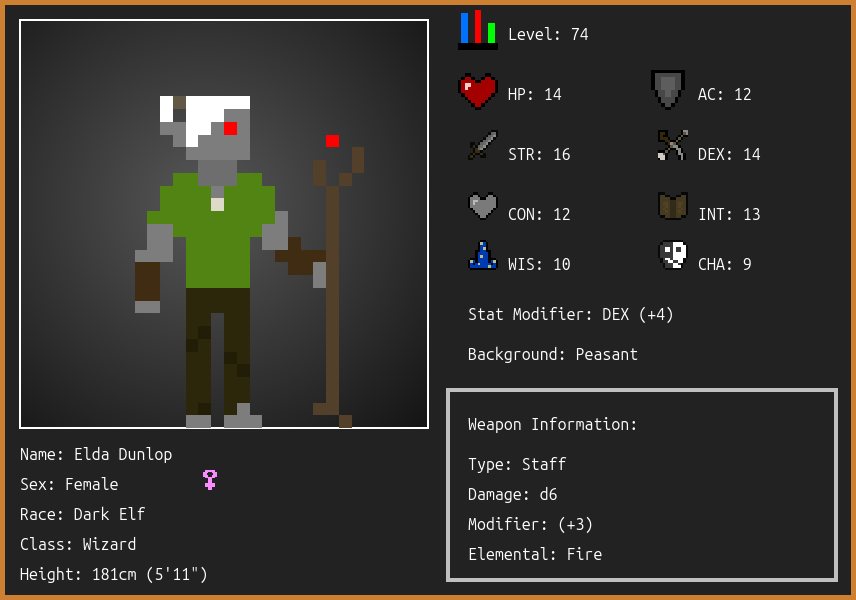 Level: 74
HP: 14
AC: 12
STR: 16
DEX: 14
CON: 12
INT: 13
WIS: 10
CHA: 9
Stat Modifier: DEX (+4)
Background: Peasant
Weapon Information:
Type: Staff
Damage: d6
Modifier: (+3)
Elemental: Fire
Name: Elda Dunlop
Sex: Female
Race: Dark Elf
Class: Wizard
Height: 181cm (5'11")